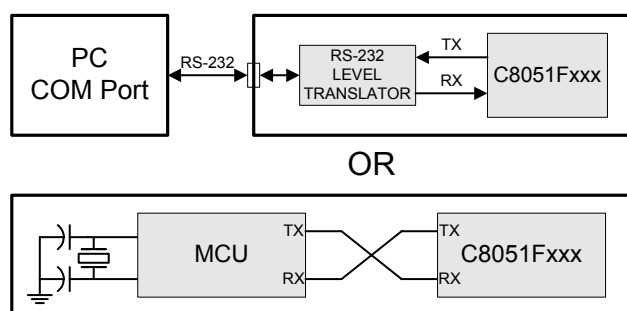 PC
COM Port
RS-232
RS-232
LEVEL
TRANSLATOR
TX
RX
C8051Fxxx
OR
MCU
TX
RX
TX
RX
C8051Fxxx